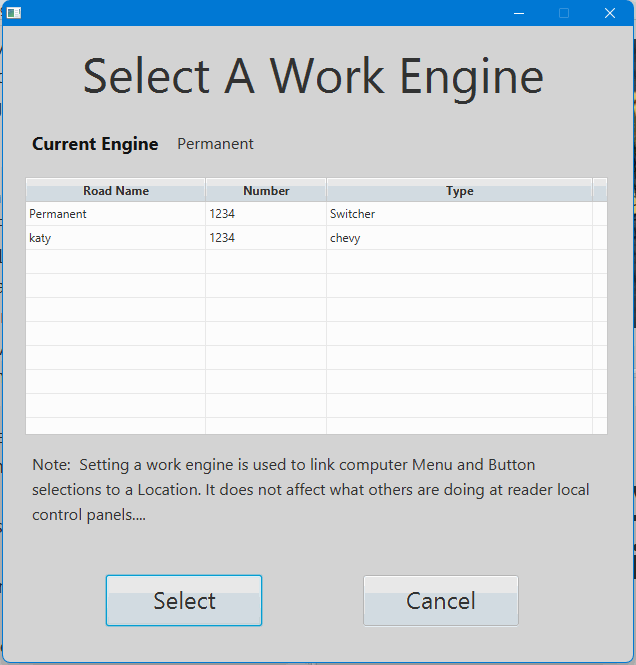 Select A Work Engine
Current Engine Permanent
Road Name Number Type
Permanent 1234 Switcher
katy 1234 chevy
Note:  Setting a work engine is used to link computer Menu and Button
selections to a Location. It does not affect what others are doing at reader local
control panels....
Select Cancel